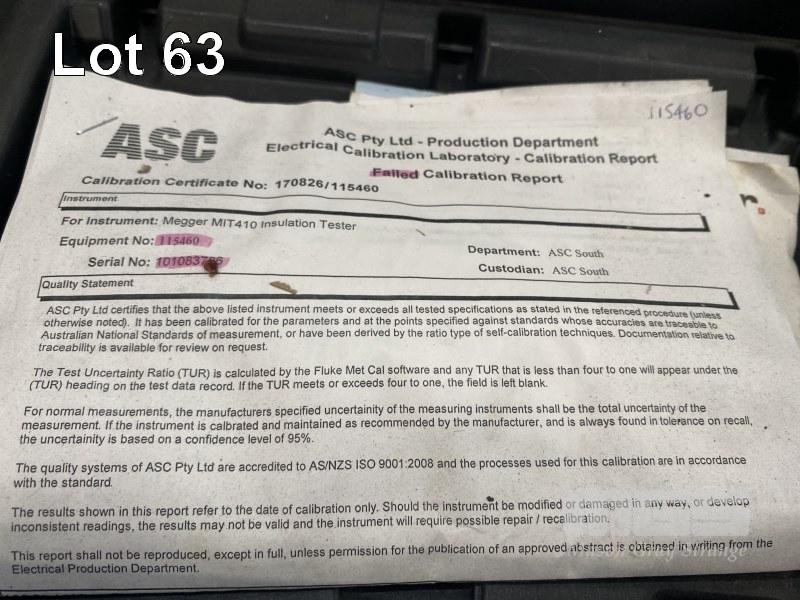 Lot 63
i15460
ASC
ASC Pty Ltd - Production Department
Electrical Calibration Laboratory - Calibration Report
Failed Calibration Report
Calibration Certificate No: 170826/115460
Instrument
For Instrument: Megger MIT410 Insulation Tester
Equipment No: 115460
Department: ASC South
Serial No:
Custodian: ASC South
Quality Statement
ASC Pty Ltd certifies that the above listed instrument meets or exceeds all tested specifications as stated in the referenced procedure (unless
otherwise noted). It has been calibrated for the parameters and at the points specified against standards whose accuracies are traceable to
Australian National Standards of measurement, or have been derived by the ratio type of self-calibration techniques. Documentation relative to
traceability is available for review on request.
The Test Uncertainty Ratio (TUR) is calculated by the Fluke Met Cal software and any TUR that is less than four to one will appear under the
(TUR) heading on the test data record. If the TUR meets or exceeds four to one, the field is left blank.
For normal measurements, the manufacturers specified uncertainty of the measuring instruments shall be the total uncertainty of the
measurement. If the instrument is calbrated and maintained as recommended by the manufacturer, and is always found in tolerance on recall,
the uncertainty is based on a confidence level of 95%.
The quality systems of ASC Pty Ltd are accredited to AS/NZS ISO 9001:2008 and the processes used for this calibration are in accordance
with the standard.
The results shown in this report refer to the date of calibration only. Should the instrument be modified or damaged in any way, or develop
inconsistent readings, the results may not be valid and the instrument will require possible repair / recalibration.
This report shall not be reproduced, except in full, unless permission for the publication of an approved abstract is obtained in writing from the
Electrical Production Department.